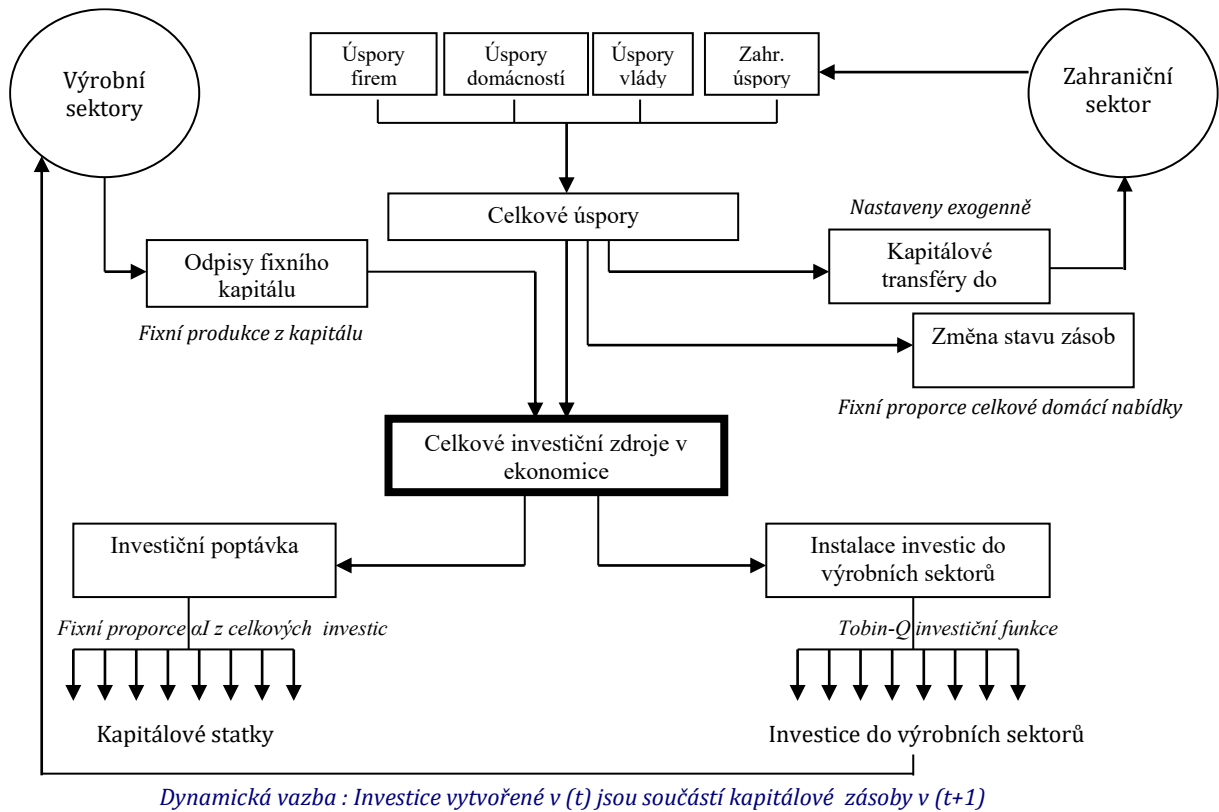 Výrobní
sektory
Úspory
firem
Úspory
domácností
Úspory
vlády
Zahr.
úspory
Zahraniční
sektor
Celkové úspory
Nastaveny exogenně
Odpisy fixního
kapitálu
Kapitálové
transféry do
Fixní produkce z kapitálu
Změna stavu zásob
Fixní proporce celkové domácí nabídky
Celkové investiční zdroje v
ekonomice
Investiční poptávka
Instalace investic do
výrobních sektorů
Fixní proporce αI z celkových investic
Tobin-Q investiční funkce
Kapitálové statky
Investice do výrobních sektorů
Dynamická vazba : Investice vytvořené v (t) jsou součástí kapitálové zásoby v (t+1)